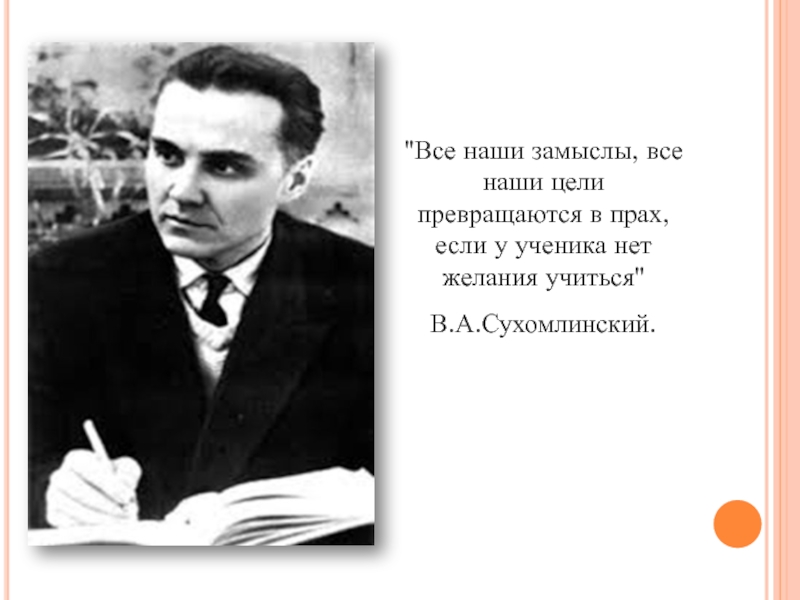 "Все наши замыслы, все
наши цели
превращаются в прах,
если у ученика нет
желания учиться"
В.А.Сухомлинский.